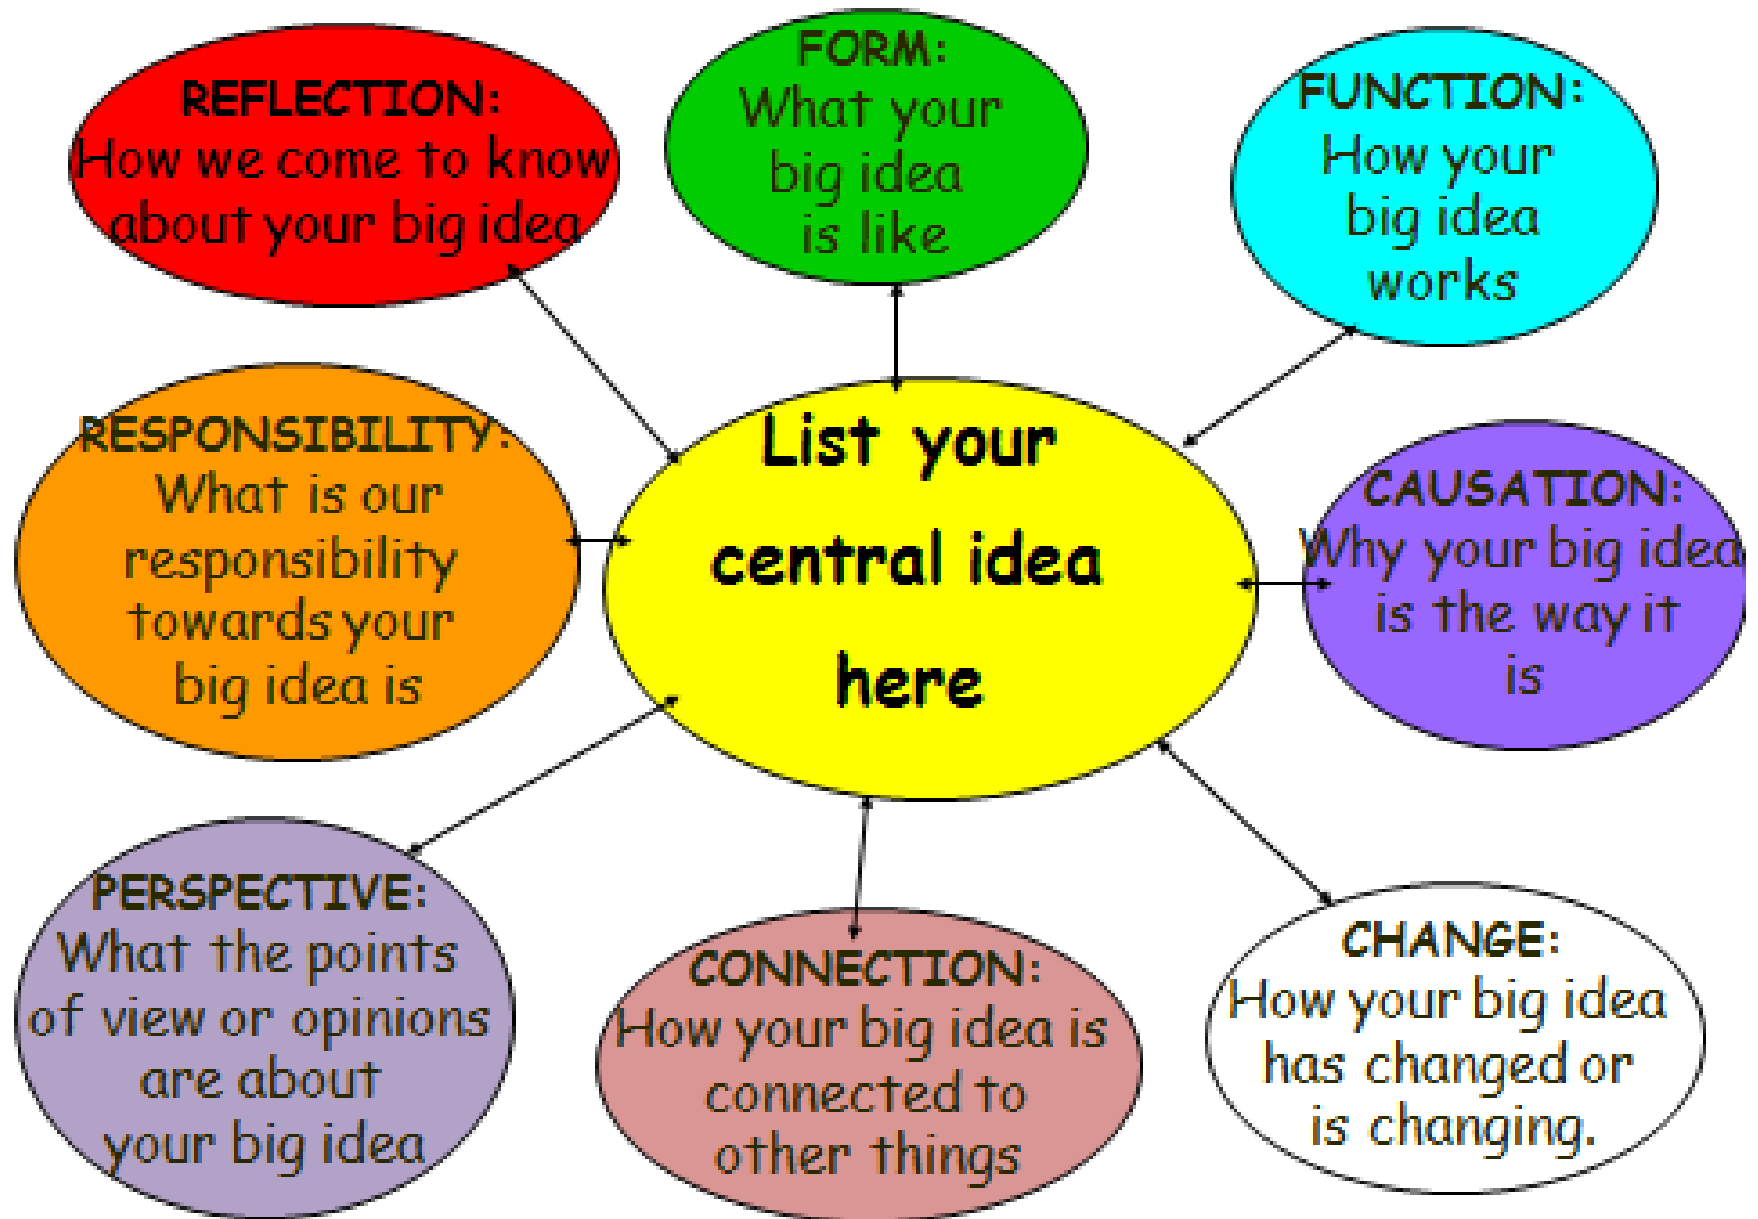 REFLECTION:
How we come to know
about your big idea
FORM:
What your
big idea
is like
FUNCTION:
How your
big idea
works
RESPONSIBILITY:
What is our
responsibility
towards your
big idea is
List your
central idea
here
CAUSATION:
Why your big idea
is the way it
is
PERSPECTIVE:
What the points
of view or opinions
are about
your big idea
CONNECTION:
How your big idea is
connected to
other things
CHANGE:
How your big idea
has changed or
is changing.